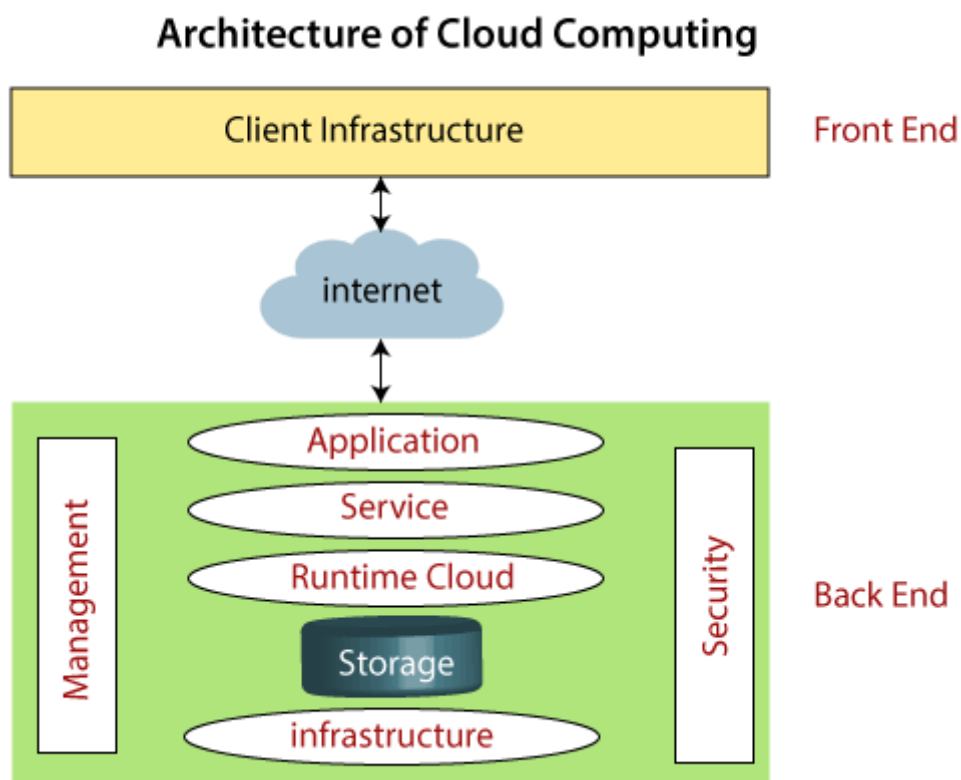 Architecture of Cloud Computing
Client Infrastructure
Front End
internet
Application
Service
Runtime Cloud
Storage
infrastructure
Management
Security
Back End